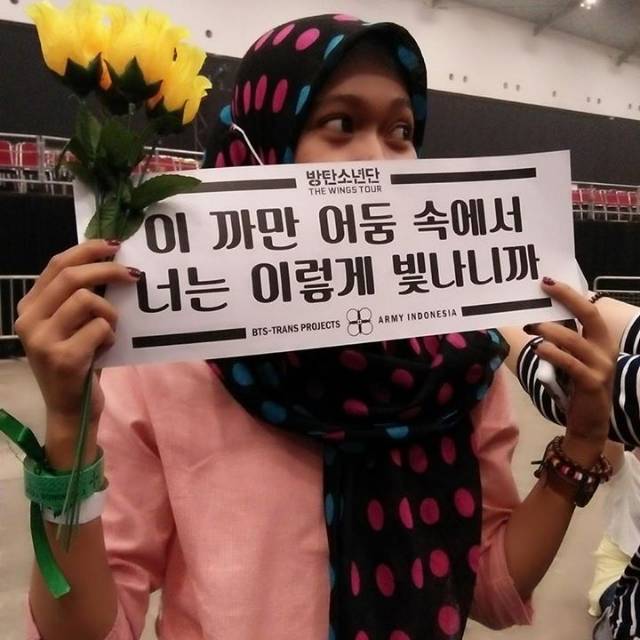 방탄소년단
THE WINGS TOUR
이 까만 어둠 속에서
너는 이렇게 빛나니까
BTS-TRANS PROJECTS ARMY INDONESIA